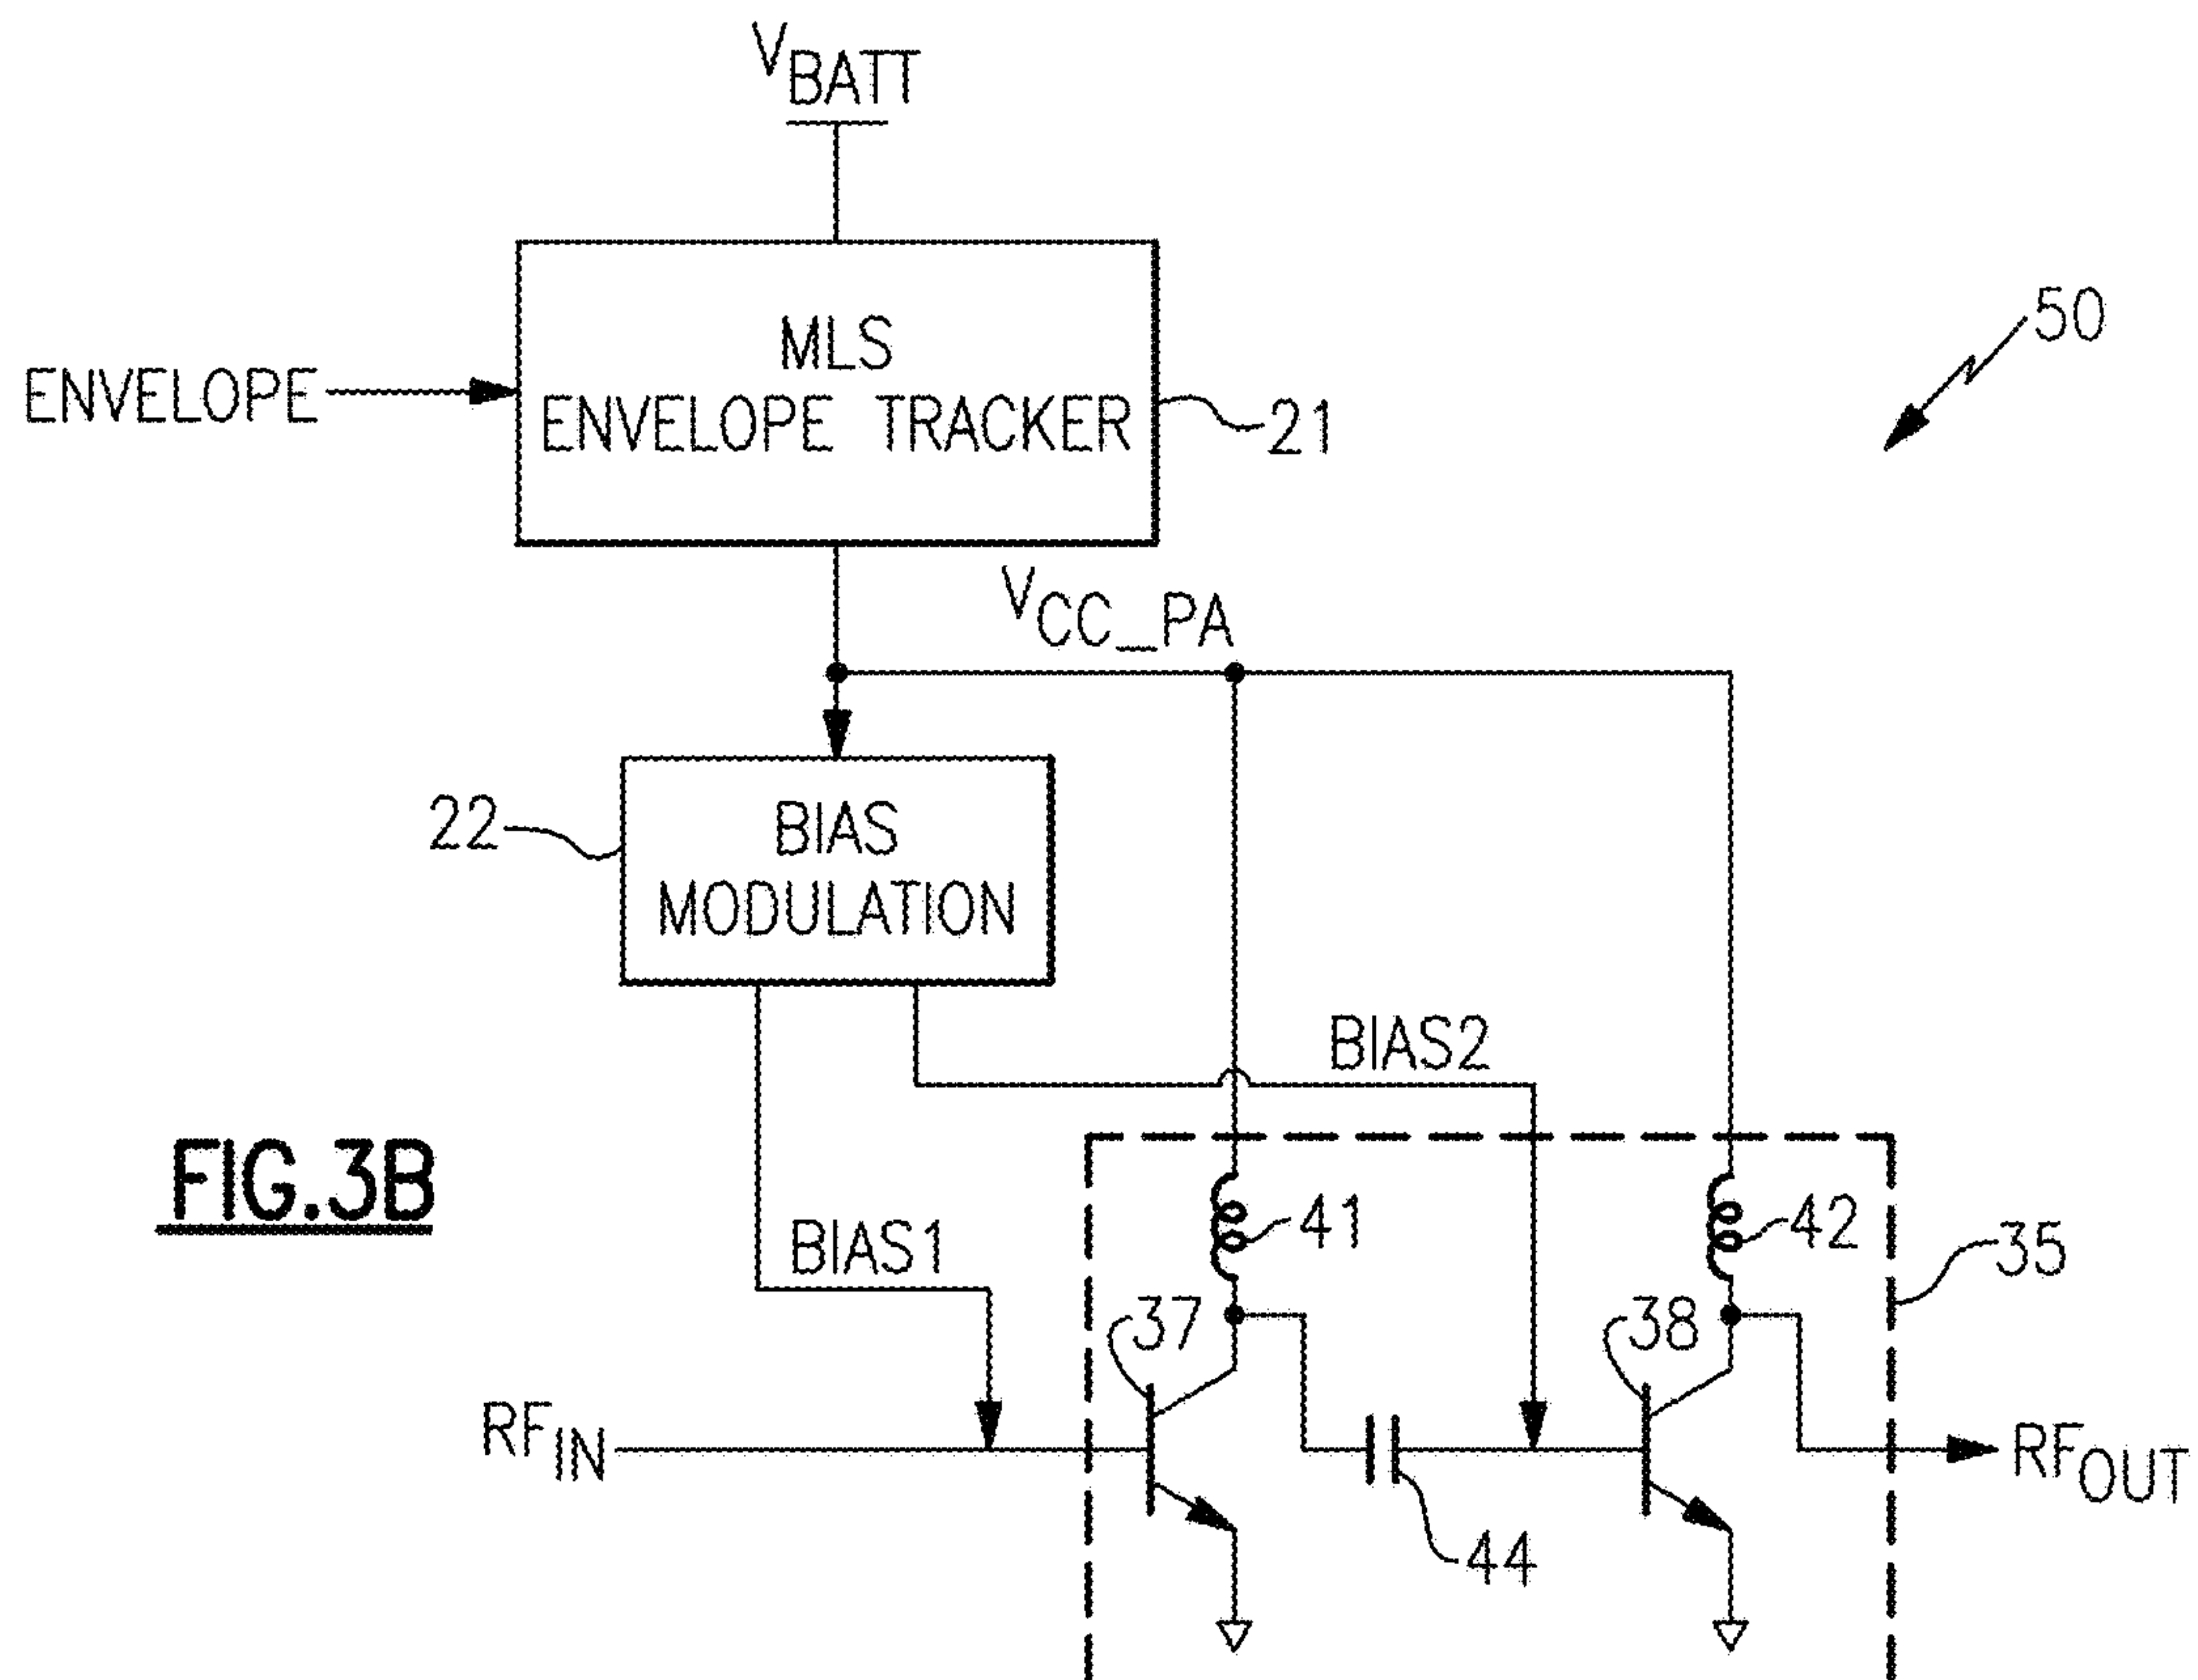 VBATT
50
MLS
ENVELOPE TRACKER
ENVELOPE
21
VCC_PA
22
BIAS
MODULATION
BIAS2
FIG.3B
BIAS1
41
42
35
37
38
RFIN
RFOUT
44